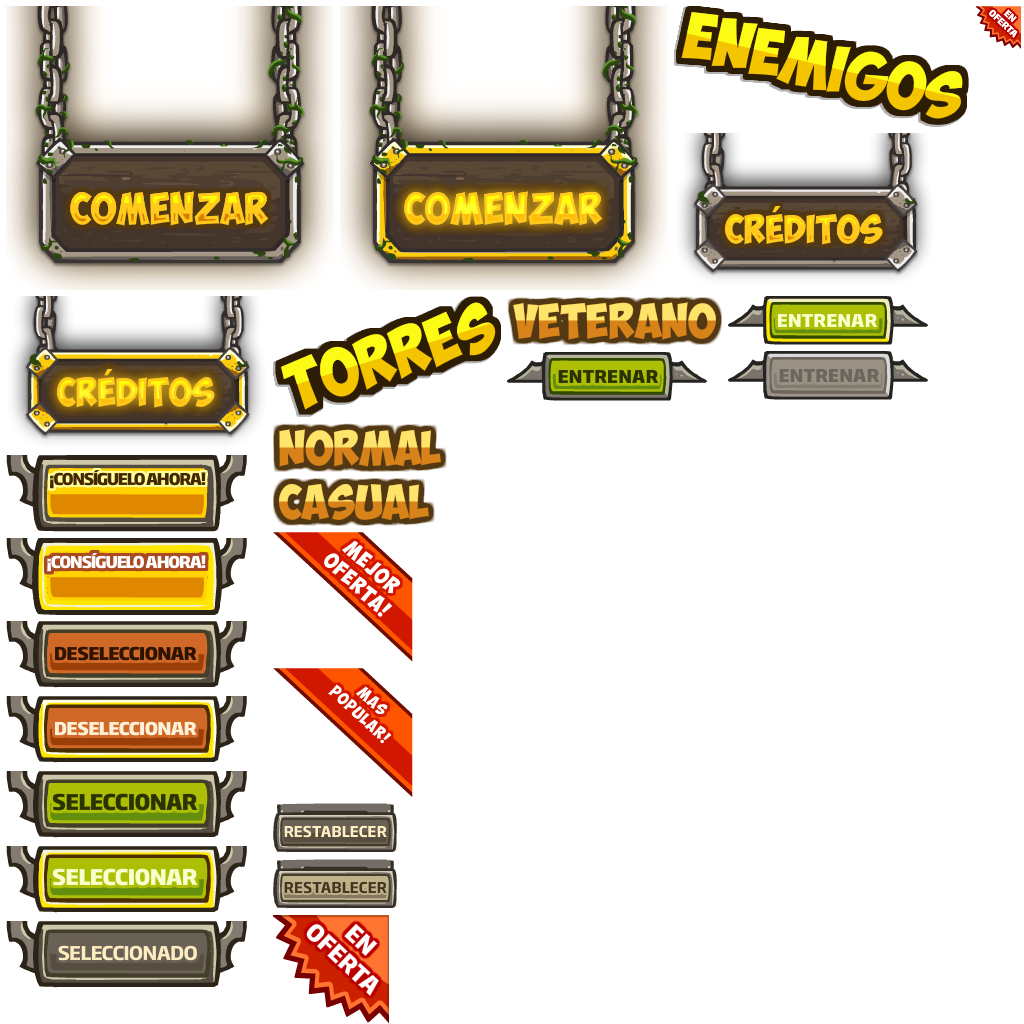 COMENZAR
COMENZAR
ENEMIGOS
EN
OFERTA
CRÉDITOS
CRÉDITOS
TORRES
VETERANO
ENTRENAR
ENTRENAR
ENTRENAR
NORMAL
CASUAL
¡CONSÍGUELO AHORA!
¡CONSÍGUELO AHORA!
MEJOR
OFERTA!
DESELECCIONAR
DESELECCIONAR
MAS
POPULAR!
SELECCIONAR
SELECCIONAR
SELECCIONADO
RESTABLECER
RESTABLECER
EN
OFERTA